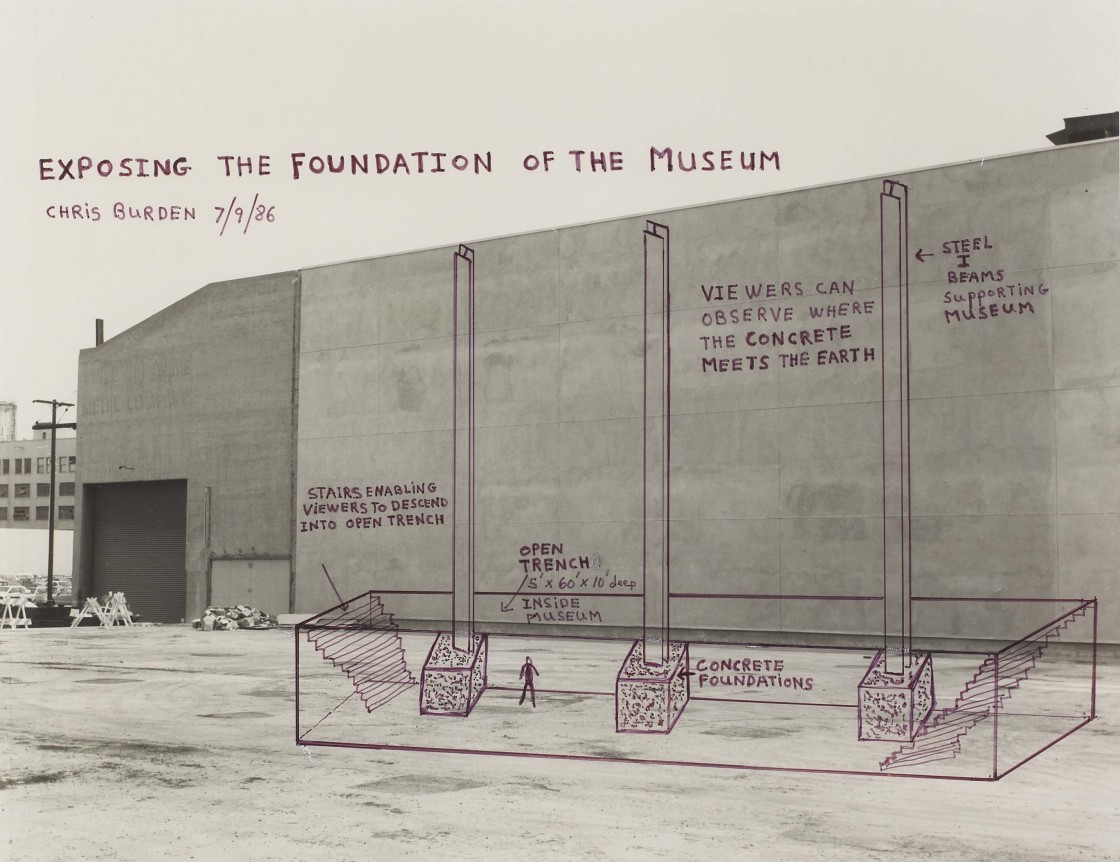 EXPOSING THE FOUNDATION OF THE MUSEUM
CHRIS BURDEN 7/9/86
STEEL
I
BEAMS
SUPPORTING
MUSEUM
VIEWERS CAN
OBSERVE WHERE
THE CONCRETE
MEETS THE EARTH
STAIRS ENABLING
VIEWERS TO DESCEND
INTO OPEN TRENCH
OPEN
TRENCH
5' x 60' x 10' deep
INSIDE
MUSEUM
CONCRETE
FOUNDATIONS